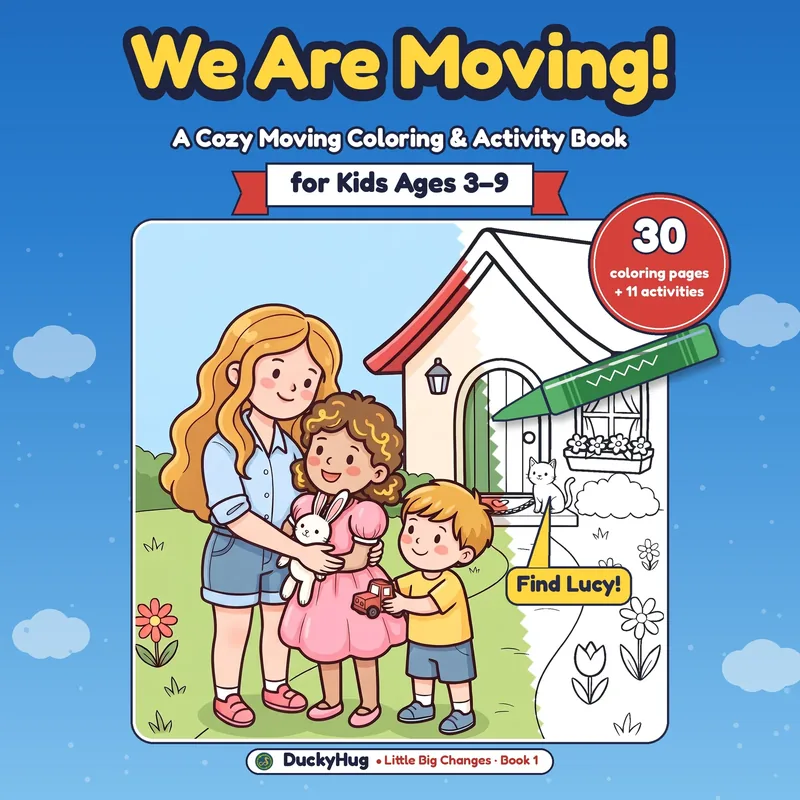 We Are Moving!
A Cozy Moving Coloring & Activity Book
for Kids Ages 3–9
30
coloring pages
+ 11 activities
Find Lucy!
DuckyHug • Little Big Changes · Book 1